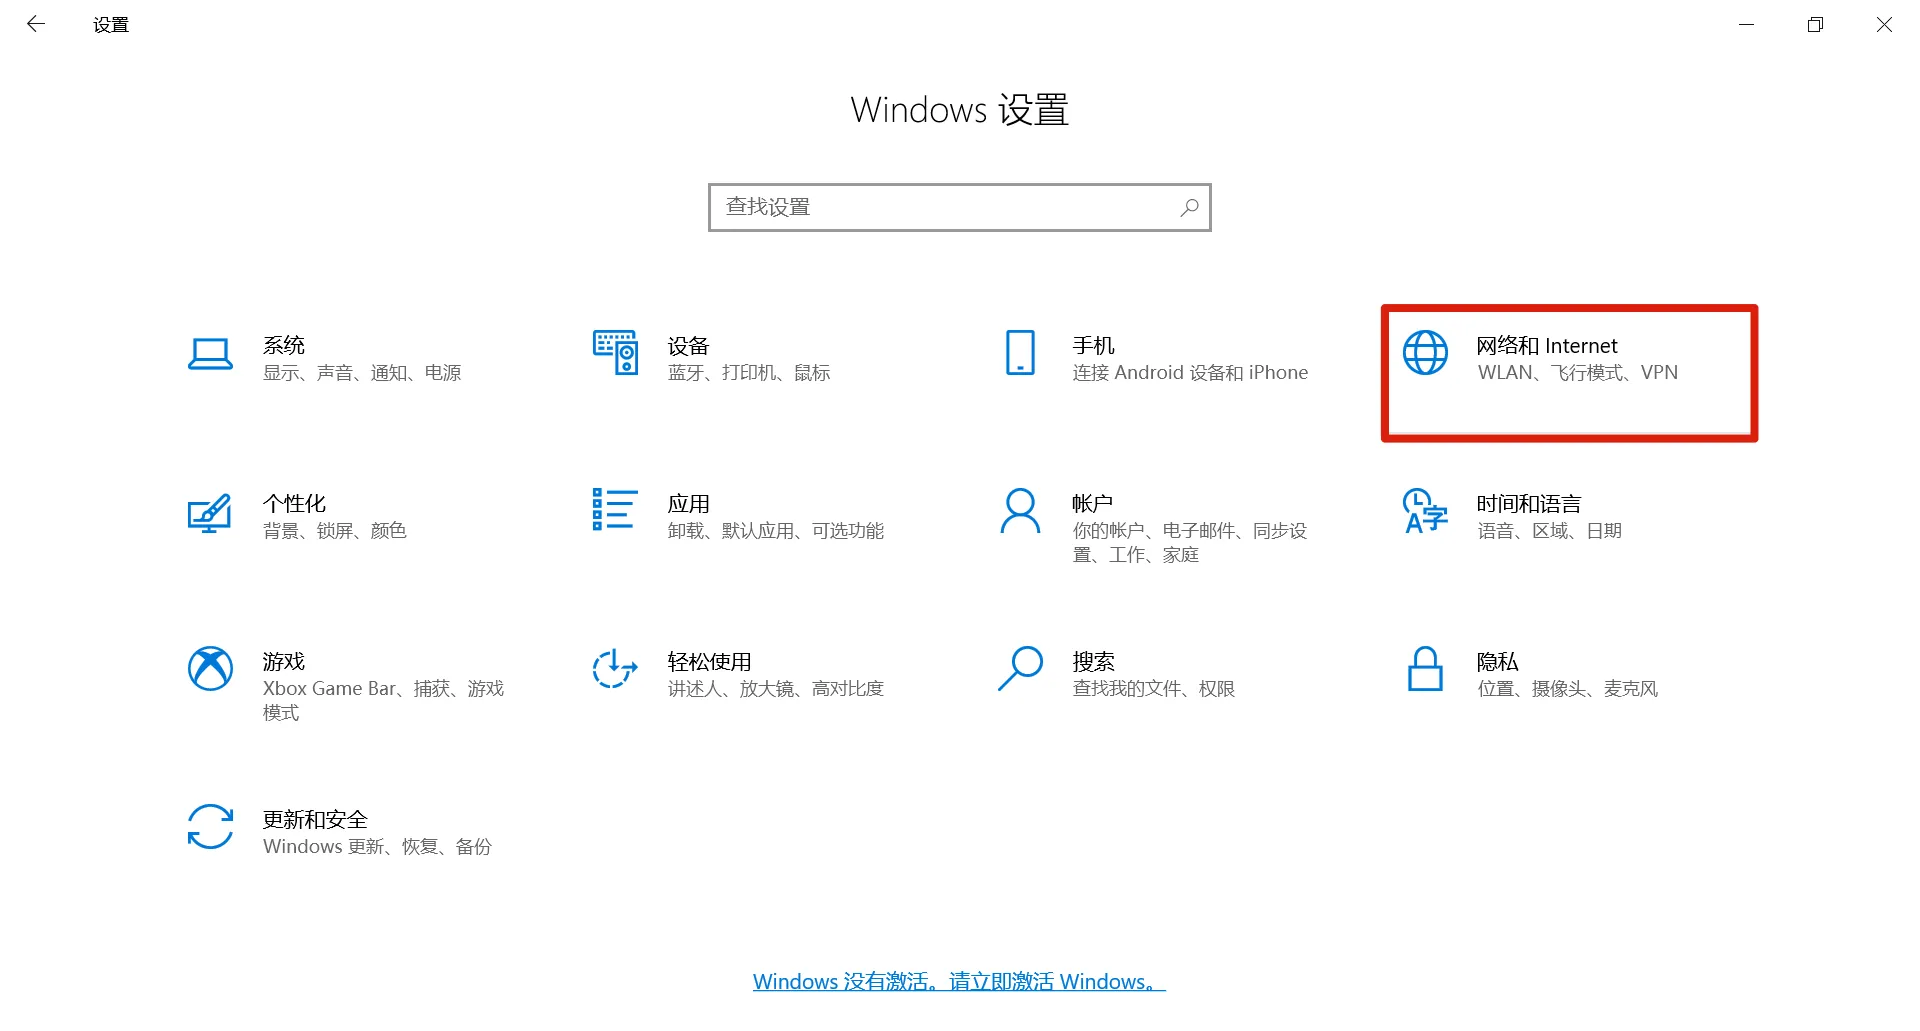 设置
Windows 设置
查找设置
系统
显示、声音、通知、电源
设备
蓝牙、打印机、鼠标
手机
连接 Android 设备和 iPhone
网络和 Internet
WLAN、飞行模式、VPN
个性化
背景、锁屏、颜色
应用
卸载、默认应用、可选功能
帐户
你的帐户、电子邮件、同步设
置、工作、家庭
时间和语言
语音、区域、日期
游戏
Xbox Game Bar、捕获、游戏
模式
轻松使用
讲述人、放大镜、高对比度
搜索
查找我的文件、权限
隐私
位置、摄像头、麦克风
更新和安全
Windows 更新、恢复、备份
Windows 没有激活。请立即激活 Windows。